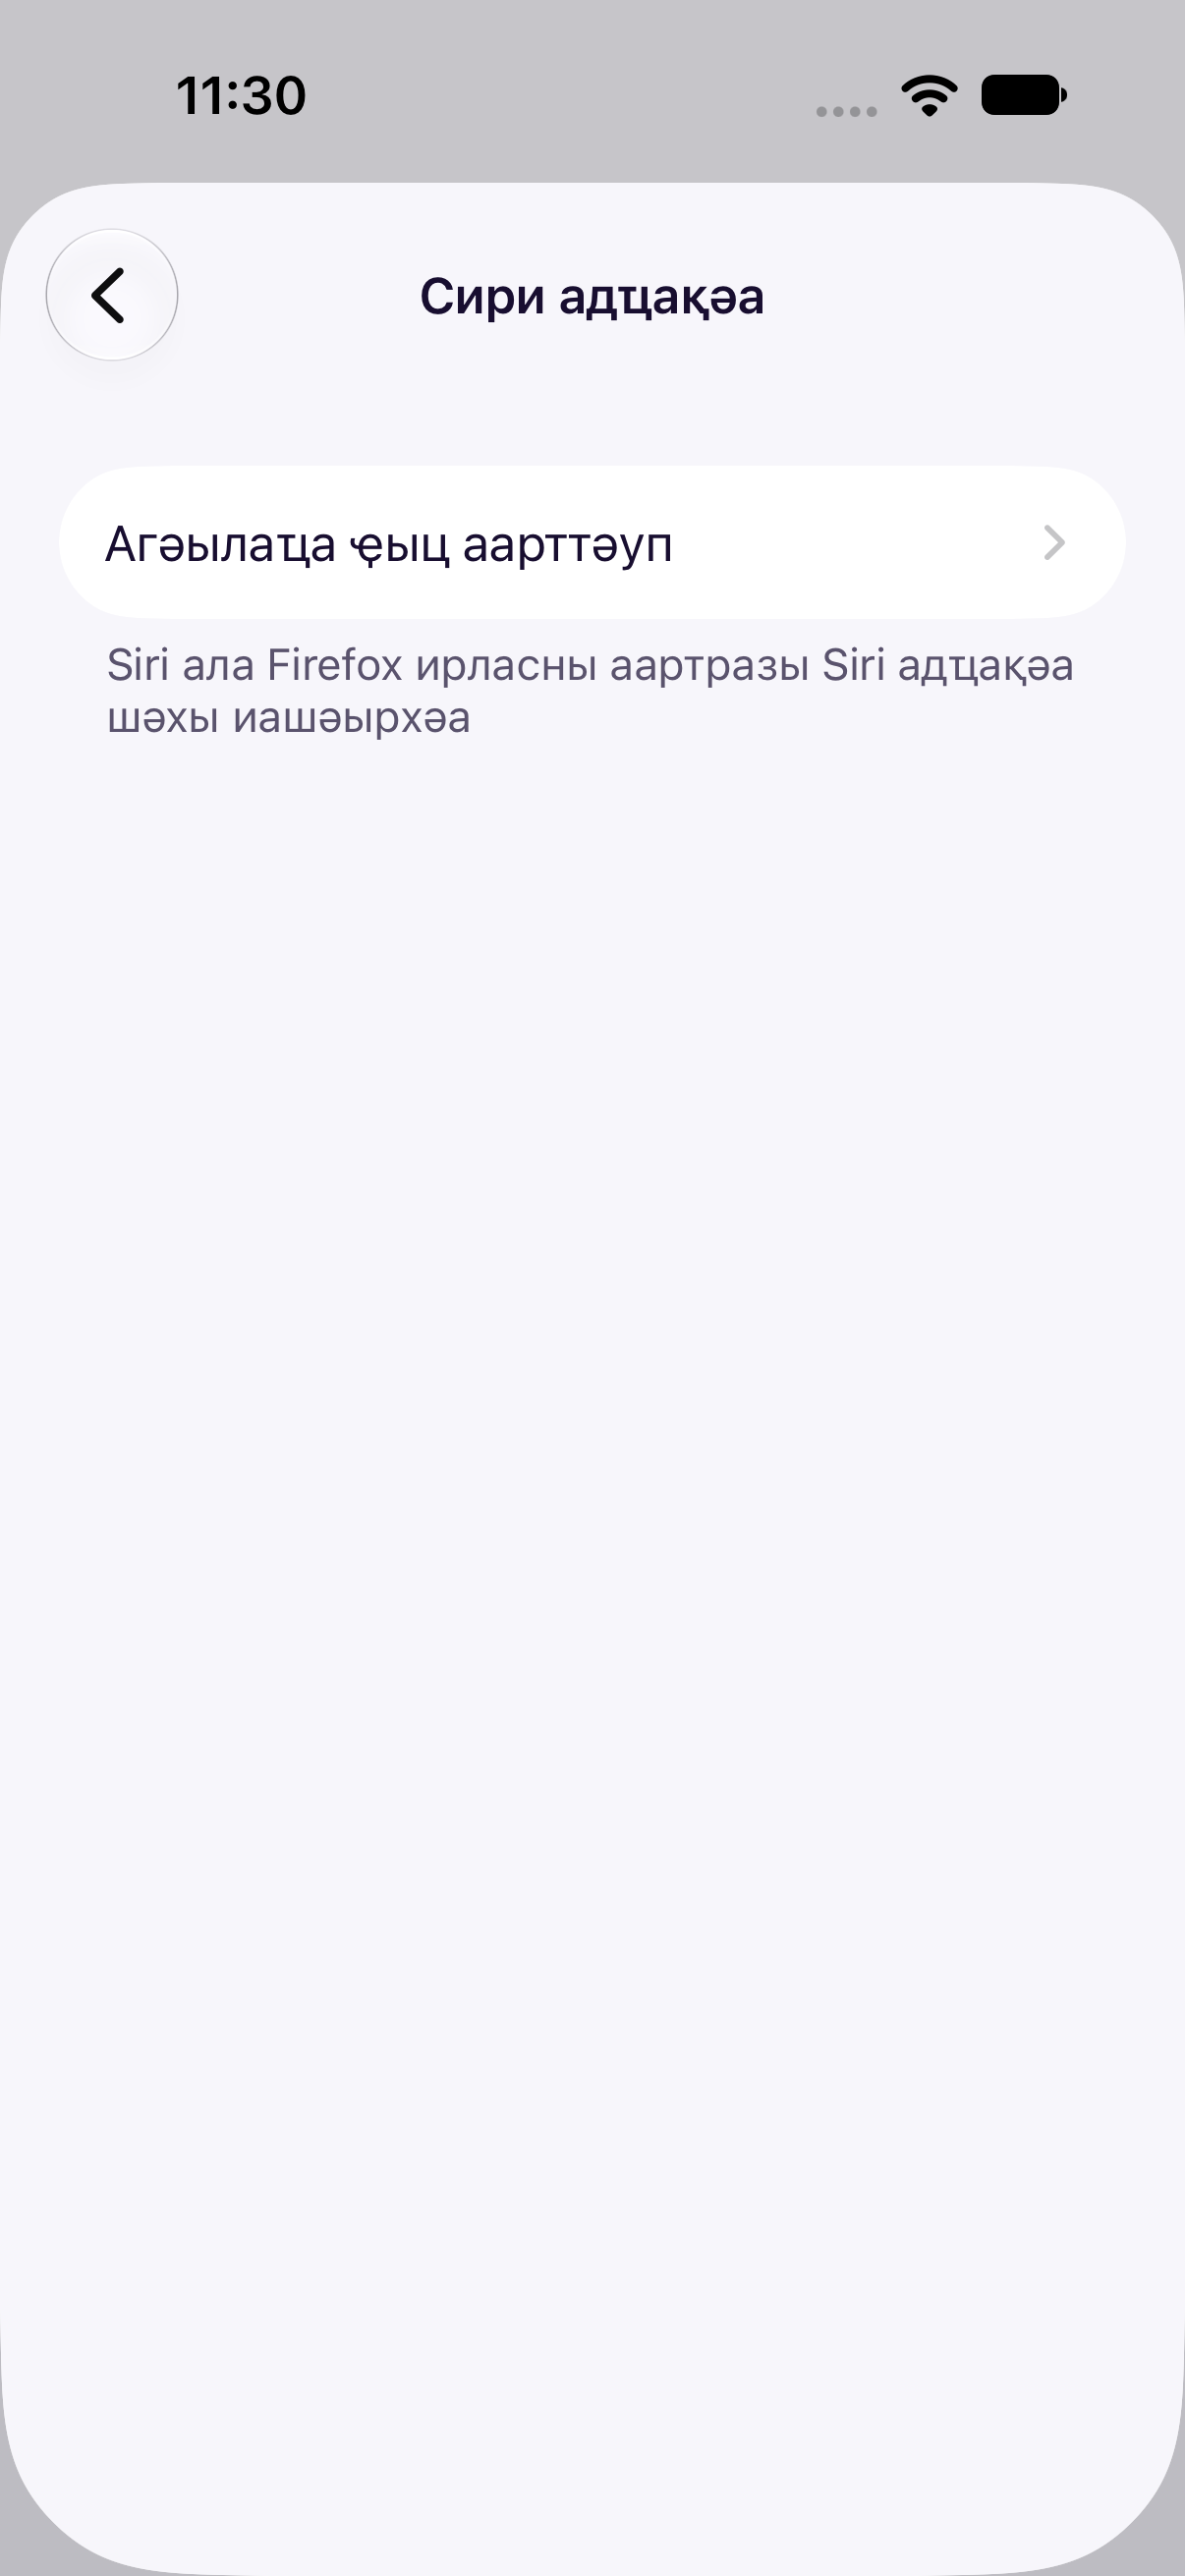 11:30
Сири адҵақәа
Агәылаҵа ҿыц аарттәуп
Siri ала Firefox ирласны аартразы Siri адҵақәа
шәхы иашәырхәа